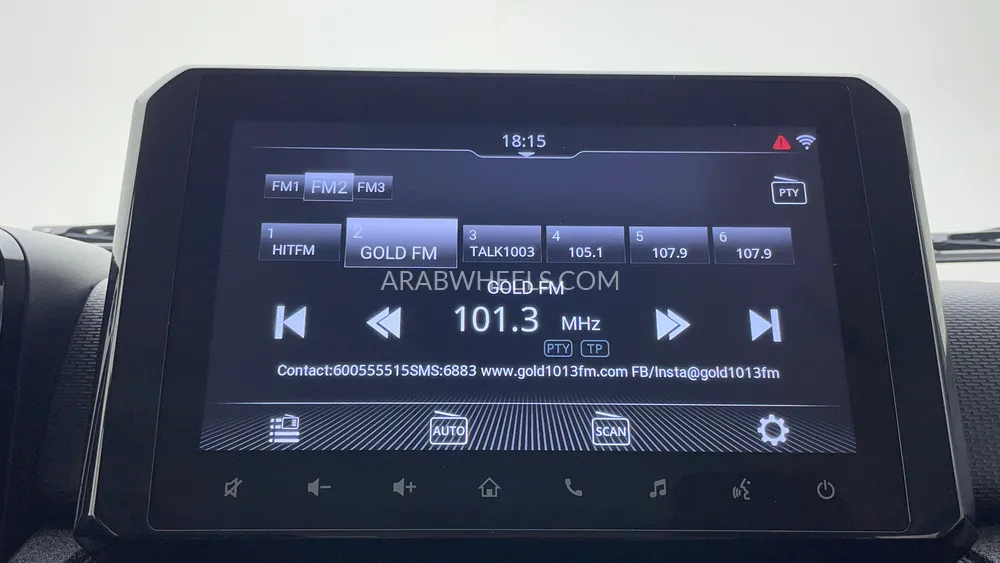 18:15
FM1 FM2 FM3
PTY
1 2 3 4 5 6
HITFM GOLD FM TALK1003 105.1 107.9 107.9
ARABWHEELS.COM
GOLD FM
101.3 MHz
PTY TP
Contact:600555515SMS:6883 www.gold1013fm.com FB/Insta@gold1013fm
AUTO SCAN